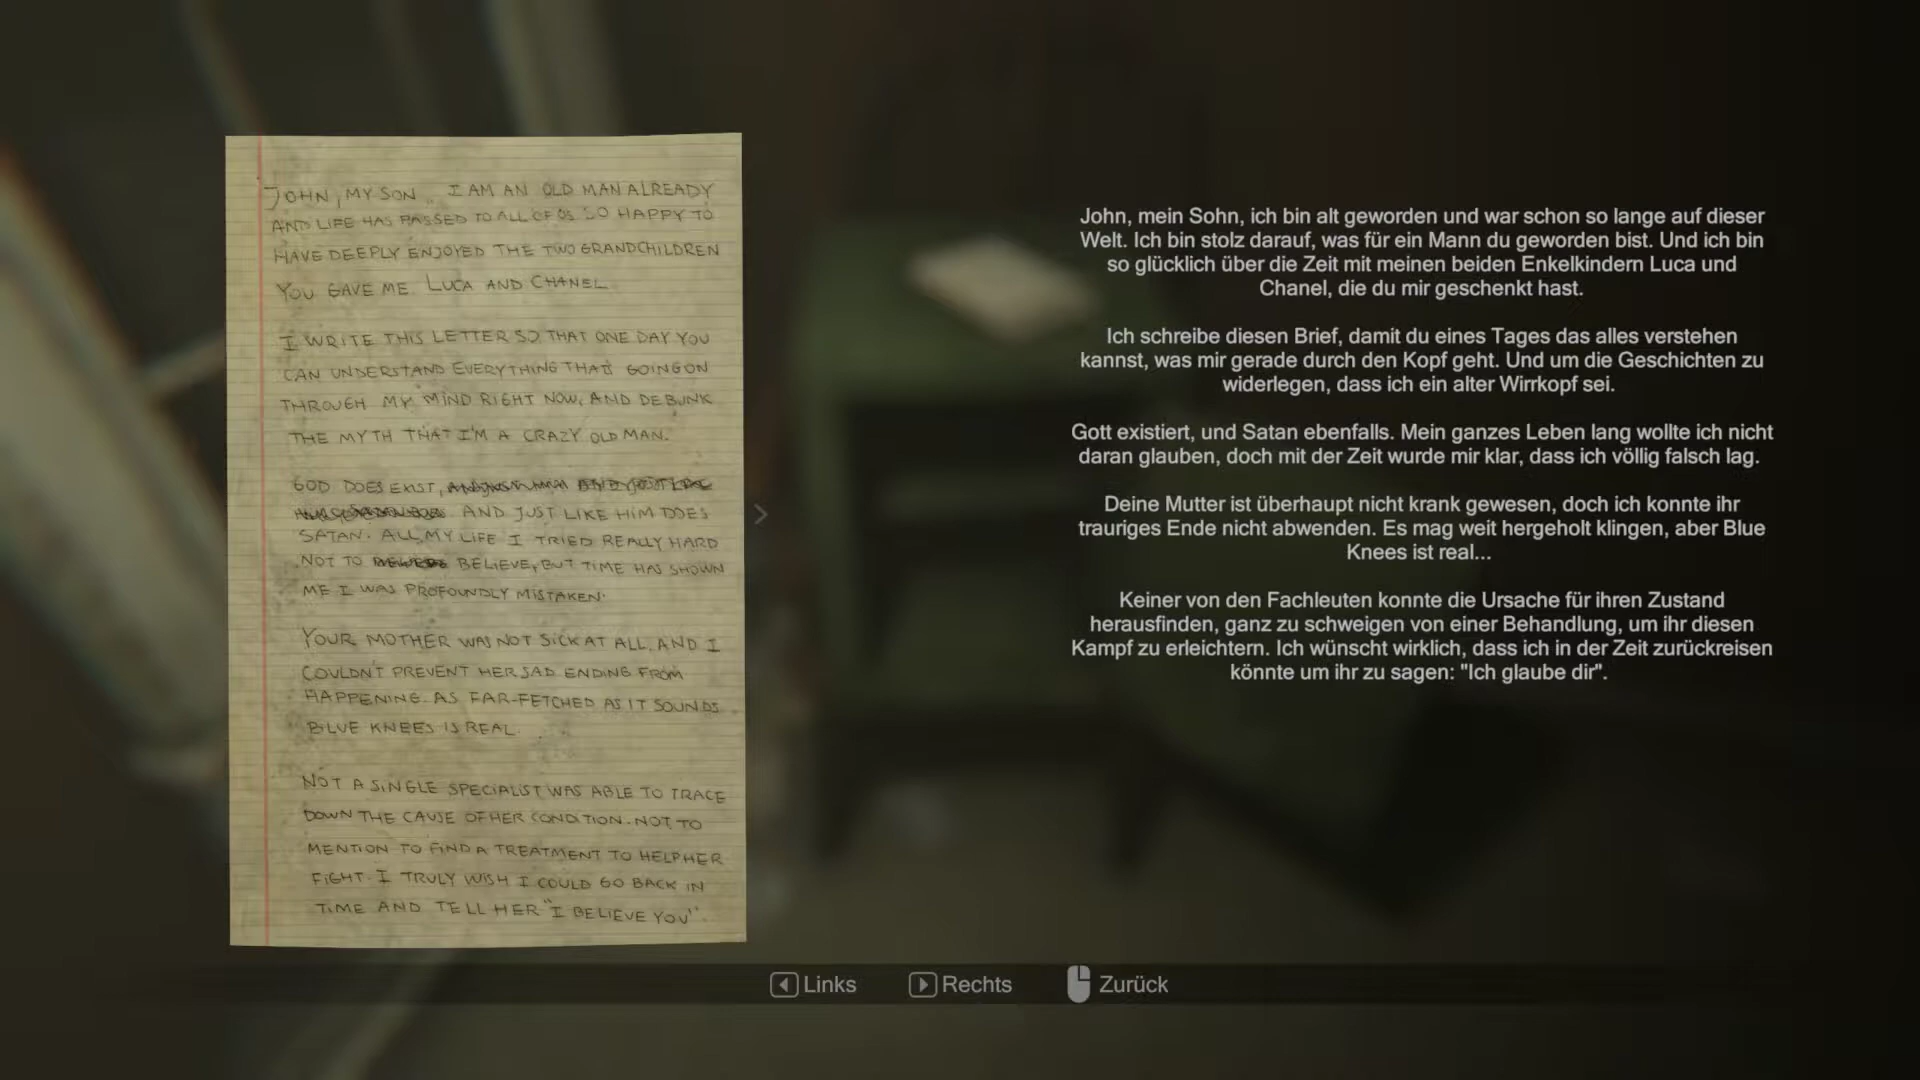 JOHN, MY SON, I AM AN OLD MAN ALREADY
AND LIFE HAS PASSED TO ALL OF US SO HAPPY TO
HAVE DEEPLY ENJOYED THE TWO GRANDCHILDREN
YOU GAVE ME. LUCA AND CHANEL
I WRITE THIS LETTER SO THAT ONE DAY YOU
CAN UNDERSTAND EVERYTHING THAT'S GOING ON
THROUGH MY MIND RIGHT NOW, AND DEBUNK
THE MYTH THAT I'M A CRAZY OLD MAN.
GOD DOES EXIST,
AND JUST LIKE HIM DOES
SATAN. ALL MY LIFE I TRIED REALLY HARD
NOT TO BELIEVE, BUT TIME HAS SHOWN
ME I WAS PROFOUNDLY MISTAKEN.
YOUR MOTHER WAS NOT SICK AT ALL, AND I
COULDN'T PREVENT HER SAD ENDING FROM
HAPPENING. AS FAR-FETCHED AS IT SOUNDS
BLUE KNEES IS REAL.
NOT A SINGLE SPECIALIST WAS ABLE TO TRACE
DOWN THE CAUSE OF HER CONDITION. NOT TO
MENTION TO FIND A TREATMENT TO HELP HER
FIGHT. I TRULY WISH I COULD GO BACK IN
TIME AND TELL HER "I BELIEVE YOU".
John, mein Sohn, ich bin alt geworden und war schon so lange auf dieser
Welt. Ich bin stolz darauf, was für ein Mann du geworden bist. Und ich bin
so glücklich über die Zeit mit meinen beiden Enkelkindern Luca und
Chanel, die du mir geschenkt hast.
Ich schreibe diesen Brief, damit du eines Tages das alles verstehen
kannst, was mir gerade durch den Kopf geht. Und um die Geschichten zu
widerlegen, dass ich ein alter Wirrkopf sei.
Gott existiert, und Satan ebenfalls. Mein ganzes Leben lang wollte ich nicht
daran glauben, doch mit der Zeit wurde mir klar, dass ich völlig falsch lag.
Deine Mutter ist überhaupt nicht krank gewesen, doch ich konnte ihr
trauriges Ende nicht abwenden. Es mag weit hergeholt klingen, aber Blue
Knees ist real...
Keiner von den Fachleuten konnte die Ursache für ihren Zustand
herausfinden, ganz zu schweigen von einer Behandlung, um ihr diesen
Kampf zu erleichtern. Ich wünscht wirklich, dass ich in der Zeit zurückreisen
könnte um ihr zu sagen: "Ich glaube dir".
Links Rechts Zurück